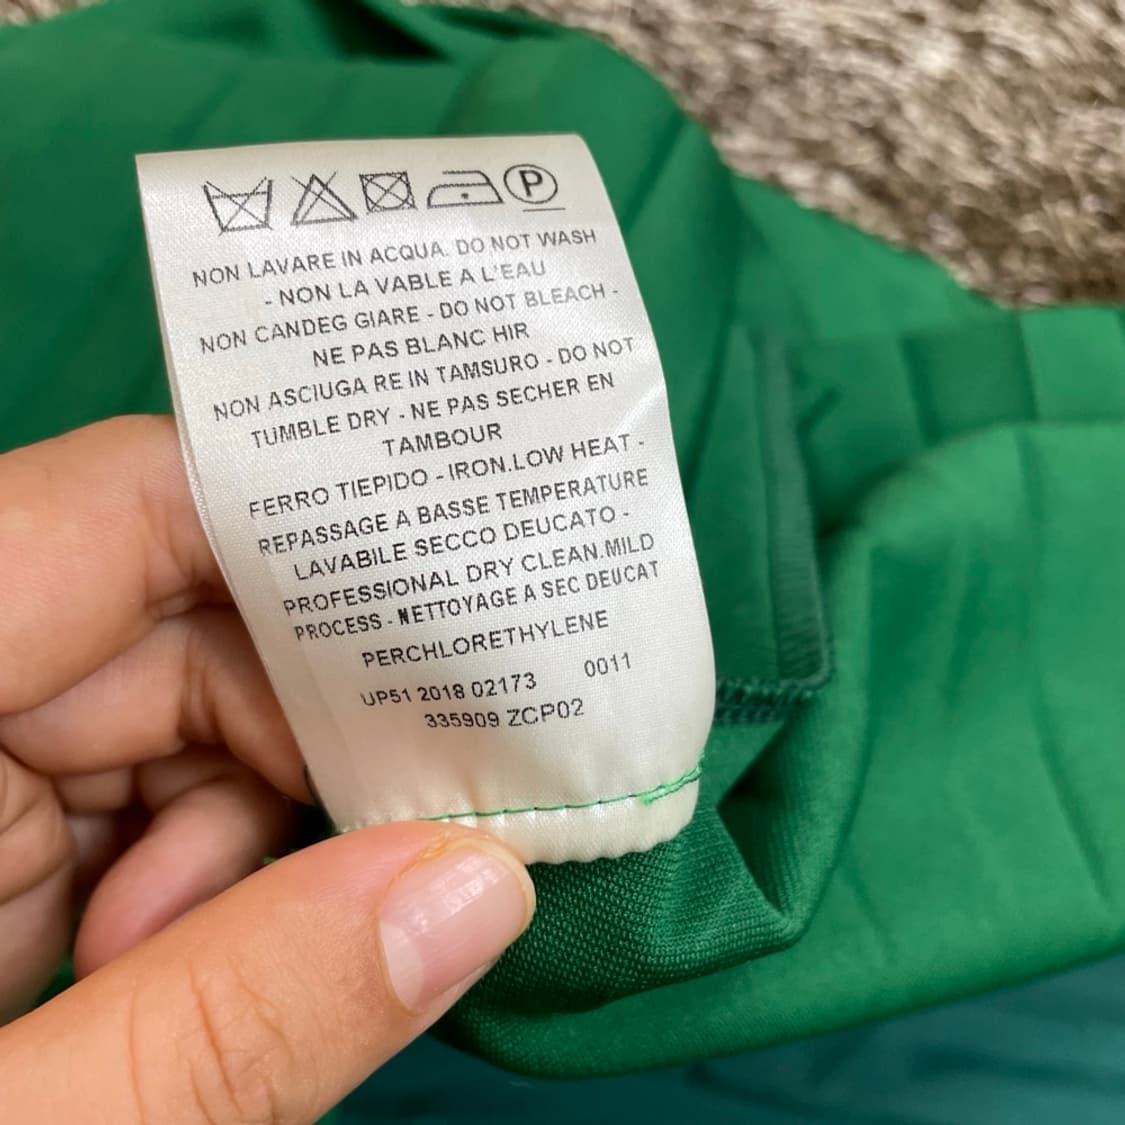 P
NON LAVARE IN ACQUA. DO NOT WASH
- NON LA VABLE A L'EAU
NON CANDEG GIARE - DO NOT BLEACH -
NE PAS BLANC HIR
NON ASCIUGA RE IN TAMSURO - DO NOT
TUMBLE DRY - NE PAS SECHER EN
TAMBOUR
FERRO TIEPIDO - IRON.LOW HEAT -
REPASSAGE A BASSE TEMPERATURE
LAVABILE SECCO DEUCATO -
PROFESSIONAL DRY CLEAN.MILD
PROCESS - NETTOYAGE A SEC DEUCAT
PERCHLORETHYLENE
UP51 2018 02173 0011
335909 ZCP02